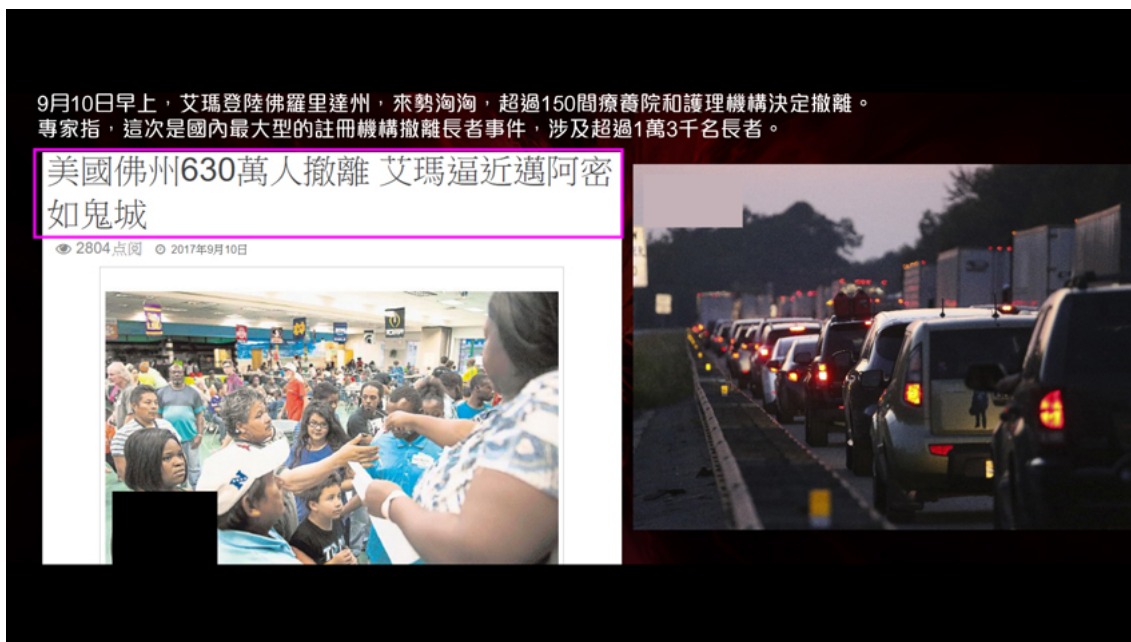 9月10日早上，艾瑪登陸佛羅里達州，來勢洶洶，超過150間療養院和護理機構決定撤離。
專家指，這次是國內最大型的註冊機構撤離長者事件，涉及超過1萬3千名長者。
美國佛州630萬人撤離 艾瑪逼近邁阿密
如鬼城
2804点阅 2017年9月10日